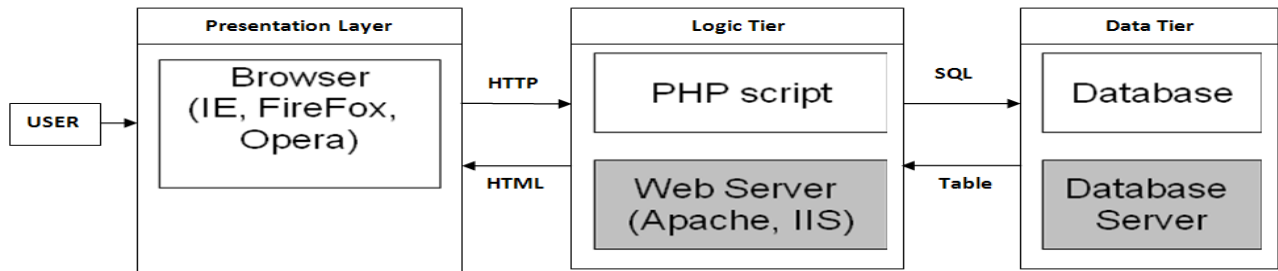 Presentation Layer
Browser
(IE, FireFox,
Opera)
USER
HTTP
HTML
Logic Tier
PHP script
Web Server
(Apache, IIS)
SQL
Table
Data Tier
Database
Database
Server